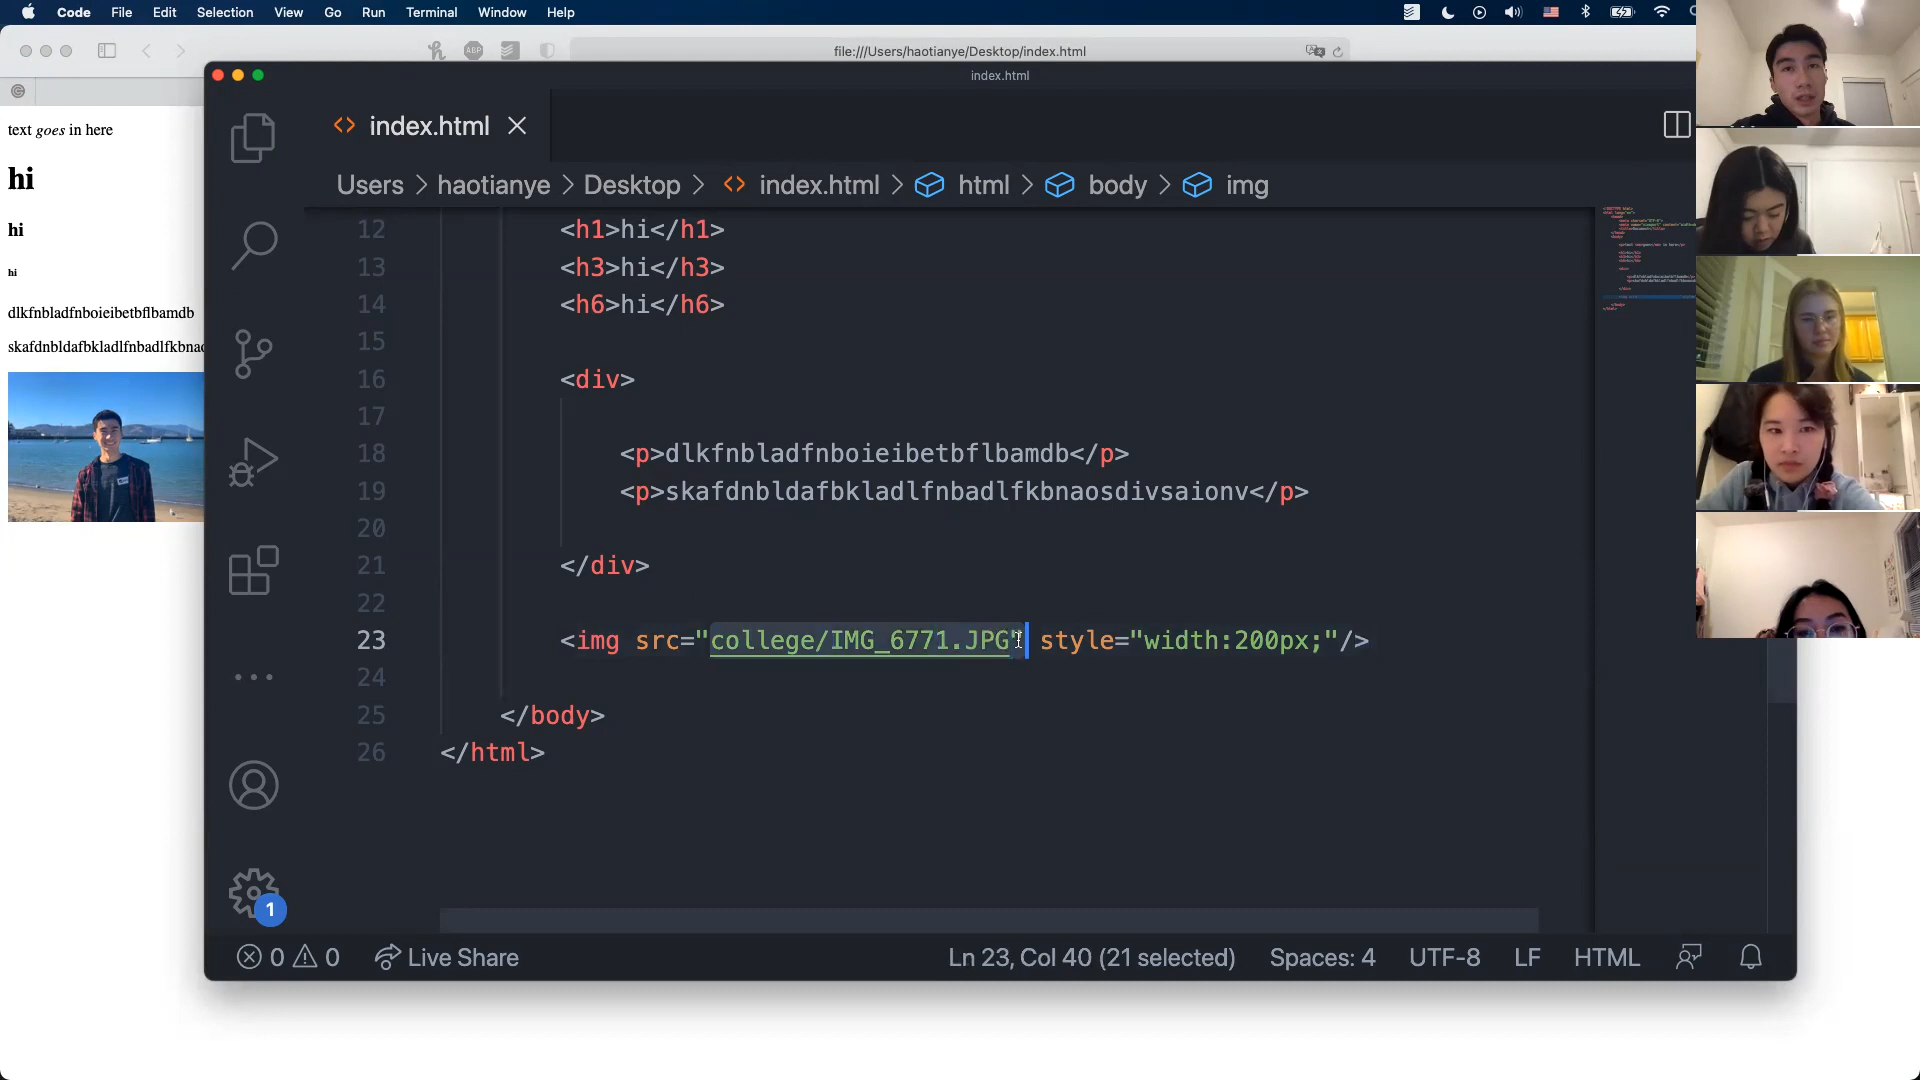 Code File Edit Selection View Go Run Terminal Window Help
file:///Users/haotianye/Desktop/index.html
ABP
index.html
index.html
Users > haotianye > Desktop > index.html > html > body > img
text goes in here
hi
hi
hi
dlkfnbladfnboieibetbflbamdb
skafdnbldafbkladlfnbadlfkbnao
12 <h1>hi</h1>
13 <h3>hi</h3>
14 <h6>hi</h6>
15
16 <div>
17
18 <p>dlkfnbladfnboieibetbflbamdb</p>
19 <p>skafdnbldafbkladlfnbadlfkbnaosdivsaionv</p>
20
21 </div>
22
23 <img src="college/IMG_6771.JPG" style="width:200px;"/>
24
25 </body>
26 </html>
1
0 0 Live Share Ln 23, Col 40 (21 selected) Spaces: 4 UTF-8 LF HTML